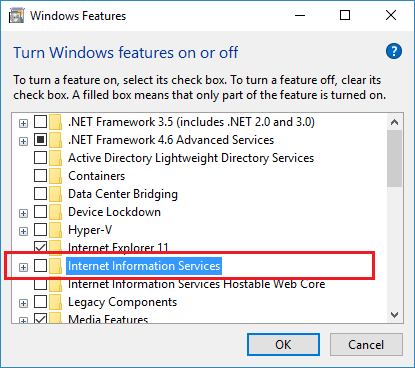 Windows Features
Turn Windows features on or off
?
To turn a feature on, select its check box. To turn a feature off, clear its
check box. A filled box means that only part of the feature is turned on.
.NET Framework 3.5 (includes .NET 2.0 and 3.0)
.NET Framework 4.6 Advanced Services
Active Directory Lightweight Directory Services
Containers
Data Center Bridging
Device Lockdown
Hyper-V
Internet Explorer 11
Internet Information Services
Internet Information Services Hostable Web Core
Legacy Components
Media Features
OK
Cancel